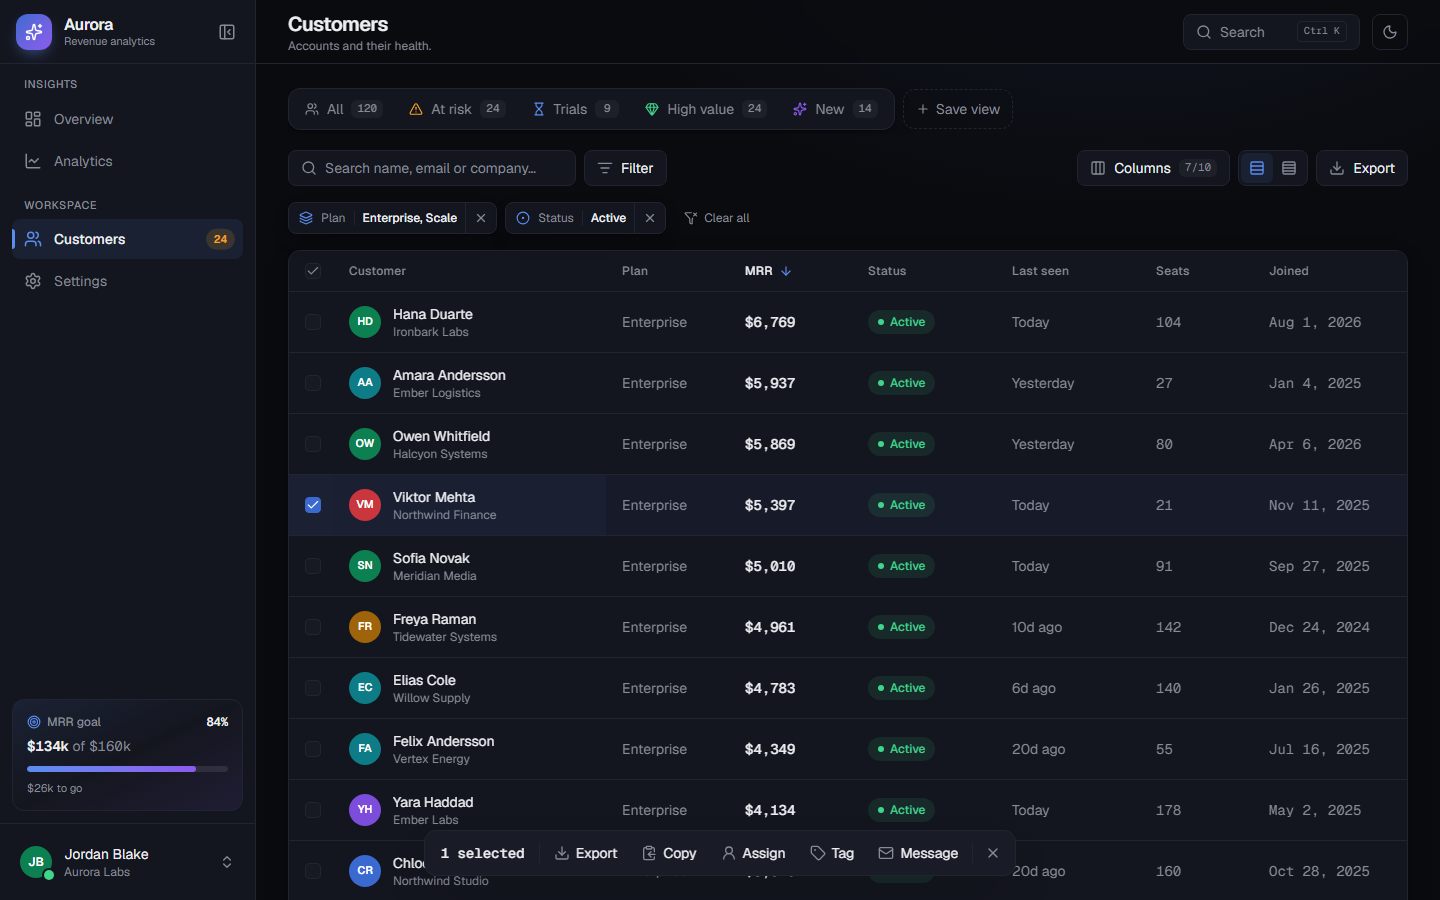 Aurora
Revenue analytics
INSIGHTS
Overview
Analytics
WORKSPACE
Customers 24
Settings
MRR goal 84%
$134k of $160k
$26k to go
JB Jordan Blake
Aurora Labs
Customers
Accounts and their health.
Search Ctrl K
All 120 At risk 24 Trials 9 High value 24 New 14 Save view
Search name, email or company... Filter Columns 7/10 Export
Plan Enterprise, Scale Status Active Clear all
Customer Plan MRR Status Last seen Seats Joined
HD Hana Duarte Enterprise $6,769 Active Today 104 Aug 1, 2026
Ironbark Labs
AA Amara Andersson Enterprise $5,937 Active Yesterday 27 Jan 4, 2025
Ember Logistics
OW Owen Whitfield Enterprise $5,869 Active Yesterday 80 Apr 6, 2026
Halcyon Systems
VM Viktor Mehta Enterprise $5,397 Active Today 21 Nov 11, 2025
Northwind Finance
SN Sofia Novak Enterprise $5,010 Active Today 91 Sep 27, 2025
Meridian Media
FR Freya Raman Enterprise $4,961 Active 10d ago 142 Dec 24, 2024
Tidewater Systems
EC Elias Cole Enterprise $4,783 Active 6d ago 140 Jan 26, 2025
Willow Supply
FA Felix Andersson Enterprise $4,349 Active 20d ago 55 Jul 16, 2025
Vertex Energy
YH Yara Haddad Enterprise $4,134 Active Today 178 May 2, 2025
Ember Labs
1 selected Export Copy Assign Tag Message
CR 20d ago 160 Oct 28, 2025
Northwind Studio